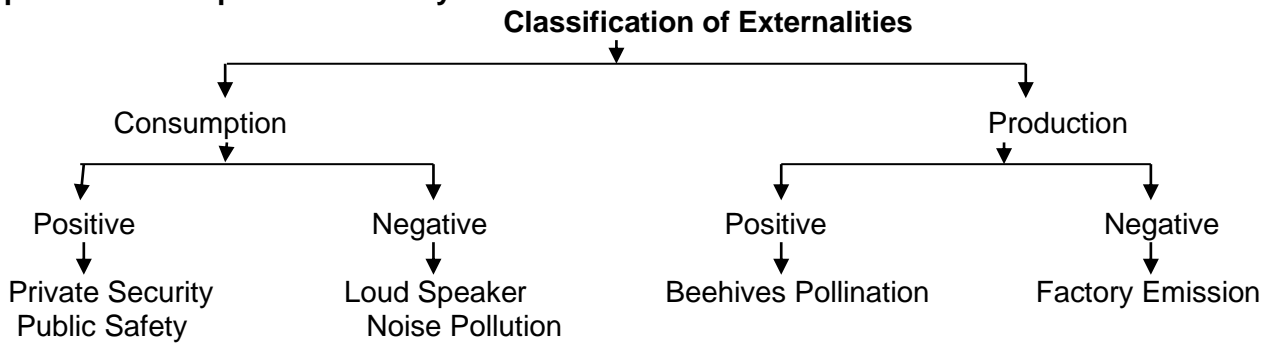 Classification of Externalities
Consumption Production
Positive Negative Positive Negative
Private Security Loud Speaker Beehives Pollination Factory Emission
Public Safety Noise Pollution